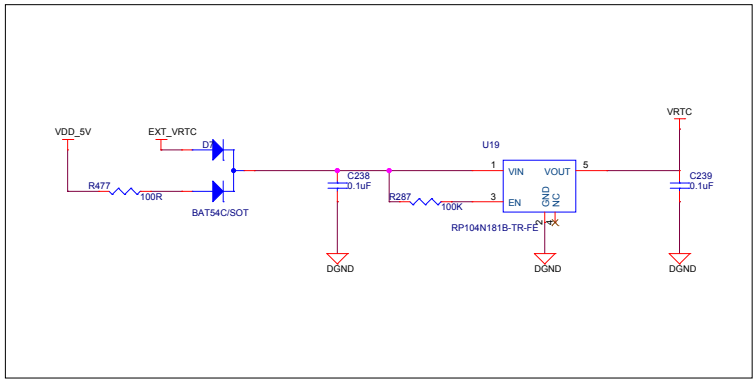 VRTC
VDD_5V
EXT_VRTC
D7
U19
1
VIN
VOUT
5
R477
100R
C238
0.1uF
C239
0.1uF
R287
100K
3
EN
GND
NC
BAT54C/SOT
RP104N181B-TR-FE
2
4
DGND
DGND
DGND